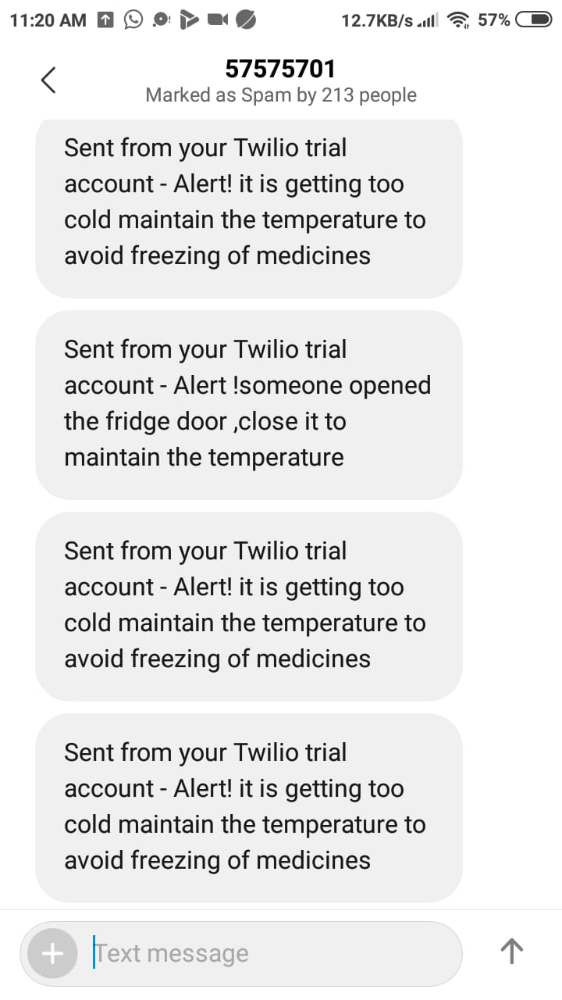 11:20 AM 12.7KB/s 57%
57575701
Marked as Spam by 213 people
Sent from your Twilio trial
account - Alert! it is getting too
cold maintain the temperature to
avoid freezing of medicines
Sent from your Twilio trial
account - Alert !someone opened
the fridge door ,close it to
maintain the temperature
Sent from your Twilio trial
account - Alert! it is getting too
cold maintain the temperature to
avoid freezing of medicines
Sent from your Twilio trial
account - Alert! it is getting too
cold maintain the temperature to
avoid freezing of medicines
Text message